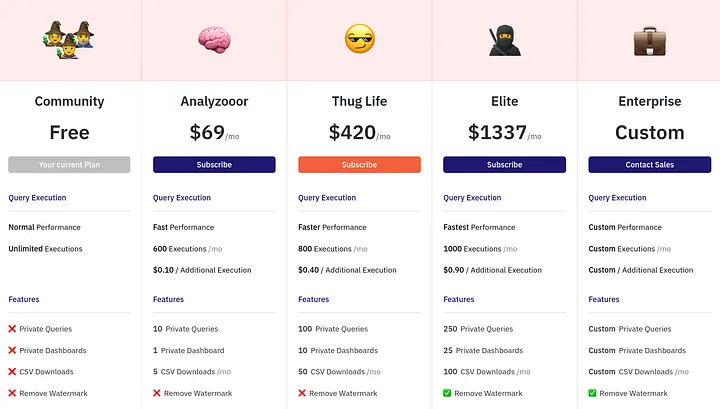 Community
Free
Your current Plan
Query Execution
Normal Performance
Unlimited Executions
Features
Private Queries
Private Dashboards
CSV Downloads
Remove Watermark
Analyzooor
$69/mo
Subscribe
Query Execution
Fast Performance
600 Executions /mo
$0.10 / Additional Execution
Features
10 Private Queries
1 Private Dashboard
5 CSV Downloads /mo
Remove Watermark
Thug Life
$420/mo
Subscribe
Query Execution
Faster Performance
800 Executions /mo
$0.40 / Additional Execution
Features
100 Private Queries
10 Private Dashboards
50 CSV Downloads /mo
Remove Watermark
Elite
$1337/mo
Subscribe
Query Execution
Fastest Performance
1000 Executions /mo
$0.90 / Additional Execution
Features
250 Private Queries
25 Private Dashboards
100 CSV Downloads /mo
Remove Watermark
Enterprise
Custom
Contact Sales
Query Execution
Custom Performance
Custom Executions /mo
Custom / Additional Execution
Features
Custom Private Queries
Custom Private Dashboards
Custom CSV Downloads /mo
Remove Watermark